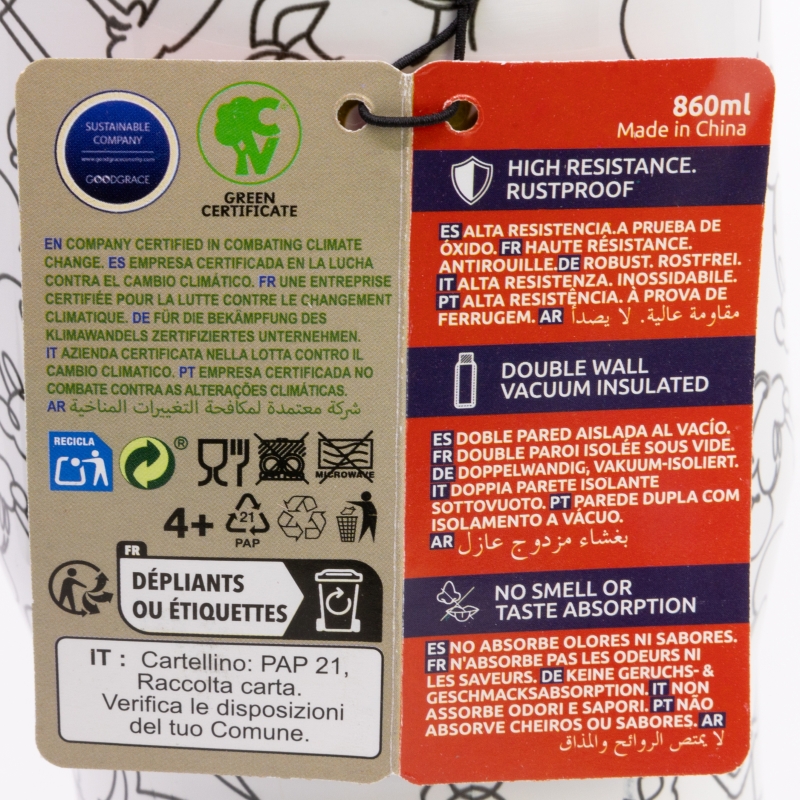 SUSTAINABLE
COMPANY
www.goodgracecomohy.com
GOODGRACE
CV
GREEN
CERTIFICATE
EN COMPANY CERTIFIED IN COMBATING CLIMATE
CHANGE. ES EMPRESA CERTIFICADA EN LA LUCHA
CONTRA EL CAMBIO CLIMÁTICO. FR UNE ENTREPRISE
CERTIFIÉE POUR LA LUTTE CONTRE LE CHANGEMENT
CLIMATIQUE. DE FÜR DIE BEKÄMPFUNG DES
KLIMAWANDELS ZERTIFIZIERTES UNTERNEHMEN.
IT AZIENDA CERTIFICATA NELLA LOTTA CONTRO IL
CAMBIO CLIMATICO. PT EMPRESA CERTIFICADA NO
COMBATE CONTRA AS ALTERAÇÕES CLIMÁTICAS.
AR شركة معتمدة لمكافحة التغييرات المناخية
RECICLA
®
MICROWAVE
4+
21
PAP
FR
DÉPLIANTS
OU ÉTIQUETTES
IT : Cartellino: PAP 21,
Raccolta carta.
Verifica le disposizioni
del tuo Comune.
860ml
Made in China
HIGH RESISTANCE.
RUSTPROOF
ES ALTA RESISTENCIA.A PRUEBA DE
ÓXIDO. FR HAUTE RÉSISTANCE.
ANTIROUILLE.DE ROBUST. ROSTFREI.
IT ALTA RESISTENZA. INOSSIDABILE.
PT ALTA RESISTÊNCIA. À PROVA DE
FERRUGEM. AR مقاومة عالية. لا يصدأ
DOUBLE WALL
VACUUM INSULATED
ES DOBLE PARED AISLADA AL VACÍO.
FR DOUBLE PAROI ISOLÉE SOUS VIDE.
DE DOPPELWANDIG, VAKUUM-ISOLIERT.
IT DOPPIA PARETE ISOLANTE
SOTTOVUOTO. PT PAREDE DUPLA COM
ISOLAMENTO A VÁCUO.
AR بغشاء مزدوج عازل
NO SMELL OR
TASTE ABSORPTION
ES NO ABSORBE OLORES NI SABORES.
FR N'ABSORBE PAS LES ODEURS NI
LES SAVEURS. DE KEINE GERUCHS- &
GESCHMACKSABSORPTION. IT NON
ASSORBE ODORI E SAPORI. PT NÃO
ABSORVE CHEIROS OU SABORES. AR
لا يمتص الروائح والمذاق